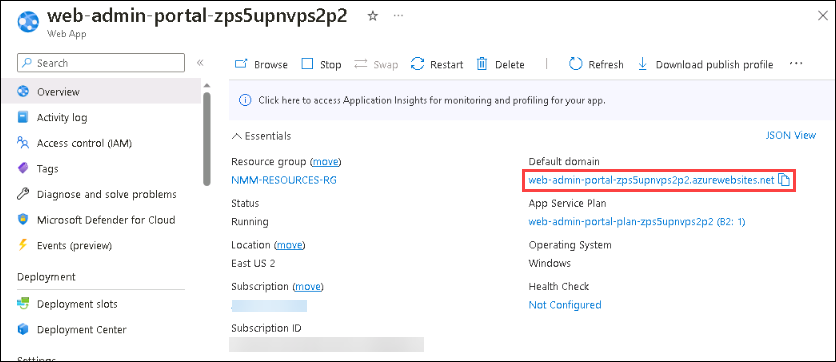 web-admin-portal-zps5upnvps2p2
Web App
Search
Overview
Activity log
Access control (IAM)
Tags
Diagnose and solve problems
Microsoft Defender for Cloud
Events (preview)
Deployment
Deployment slots
Deployment Center
Settings
Browse Stop Swap Restart Delete Refresh Download publish profile
Click here to access Application Insights for monitoring and profiling for your app.
Essentials
JSON View
Resource group (move)
NMM-RESOURCES-RG
Status
Running
Location (move)
East US 2
Subscription (move)
Subscription ID
Default domain
web-admin-portal-zps5upnvps2p2.azurewebsites.net
App Service Plan
web-admin-portal-plan-zps5upnvps2p2 (B2: 1)
Operating System
Windows
Health Check
Not Configured